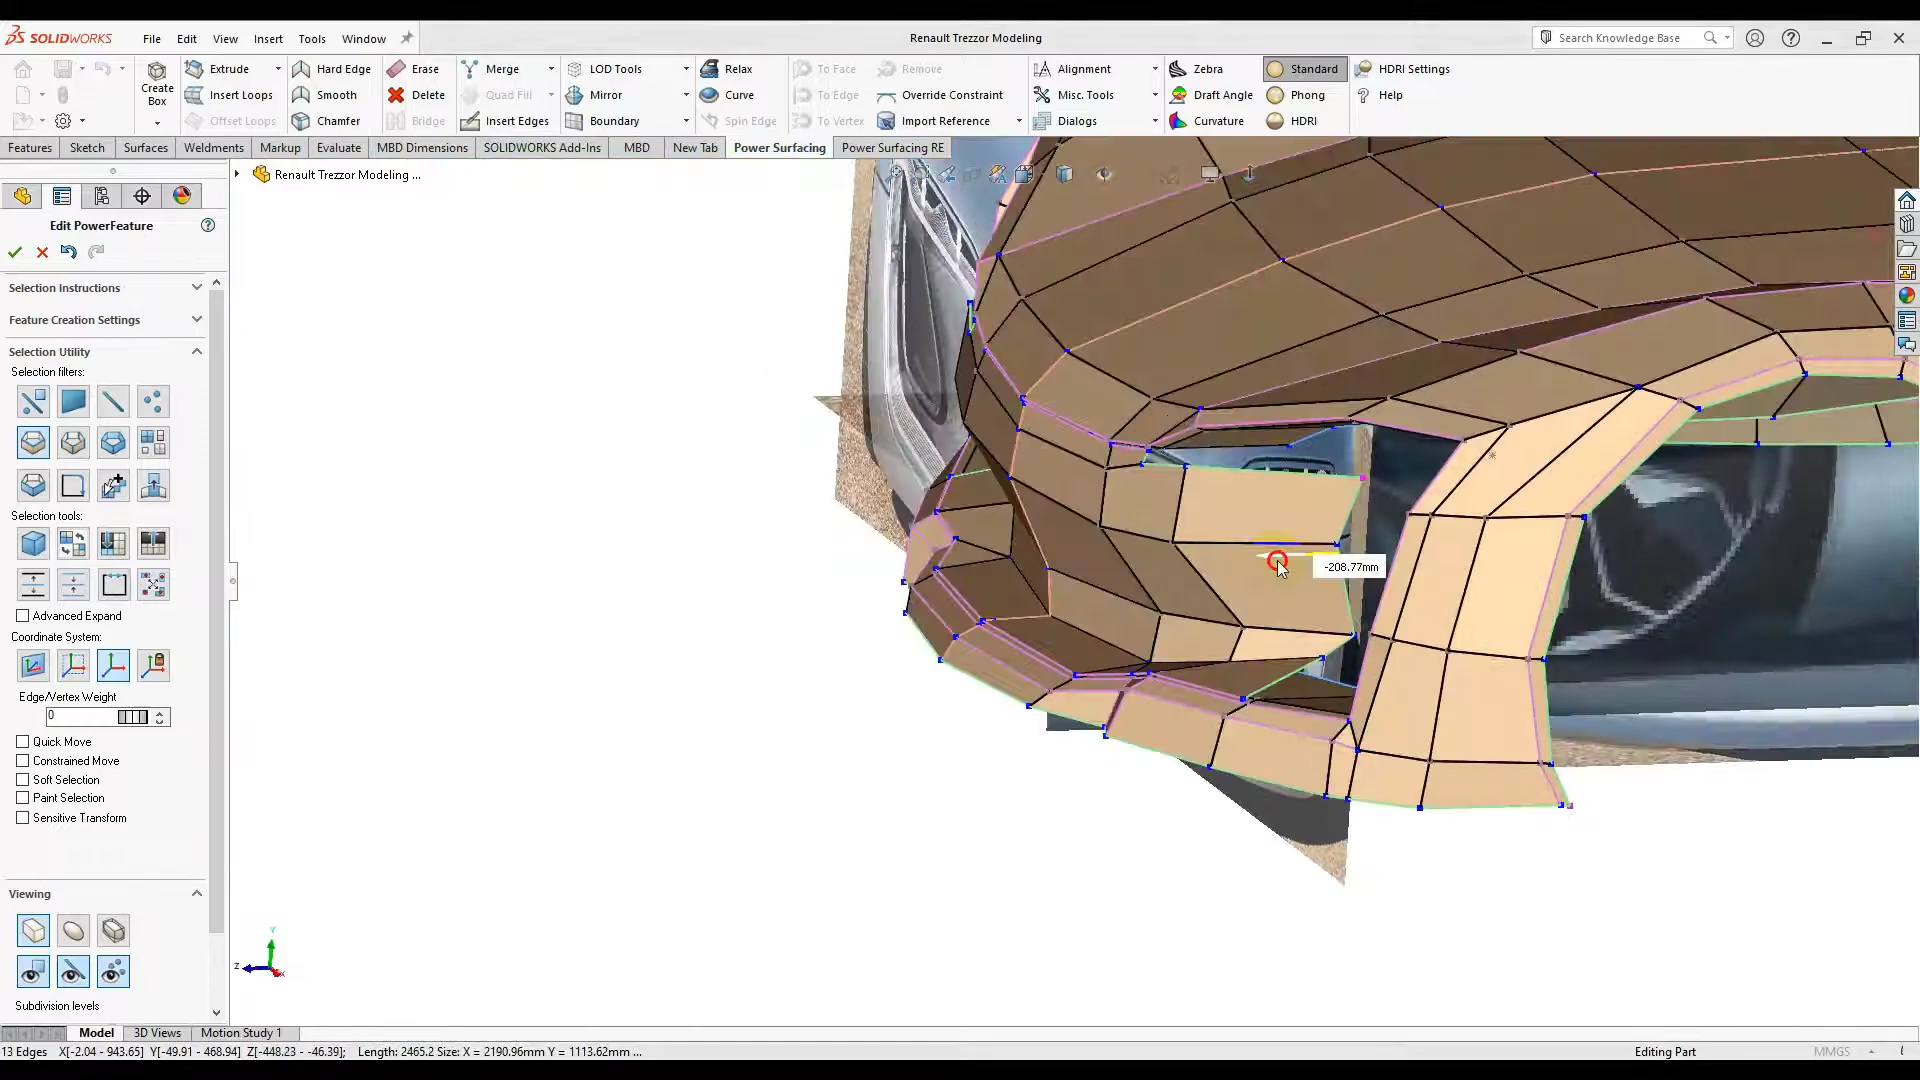 SOLIDWORKS File Edit View Insert Tools Window Renault Trezzor Modeling Search Knowledge Base
Extrude Hard Edge Erase Merge LOD Tools Relax To Face Remove Alignment Zebra Standard HDRI Settings
Create Box
Insert Loops Smooth Delete Quad Fill Mirror Curve To Edge Override Constraint Misc. Tools Draft Angle Phong Help
Offset Loops Chamfer Bridge Insert Edges Boundary Spin Edge To Vertex Import Reference Dialogs Curvature HDRI
Features Sketch Surfaces Weldments Markup Evaluate MBD Dimensions SOLIDWORKS Add-Ins MBD New Tab Power Surfacing Power Surfacing RE
Renault Trezzor Modeling ...
Edit PowerFeature
Selection Instructions
Feature Creation Settings
Selection Utility
Selection filters:
Selection tools:
Advanced Expand
Coordinate System:
Edge/Vertex Weight
0
Quick Move
Constrained Move
Soft Selection
Paint Selection
Sensitive Transform
Viewing
Subdivision levels
-208.77mm
Y
Z
X
Model 3D Views Motion Study 1
13 Edges X[-2.04 - 943.65) Y[-49.91 - 468.94) Z[-448.23 - -46.39]; Length: 2465.2 Size: X = 2190.96mm Y = 1113.62mm ... Editing Part MMGS